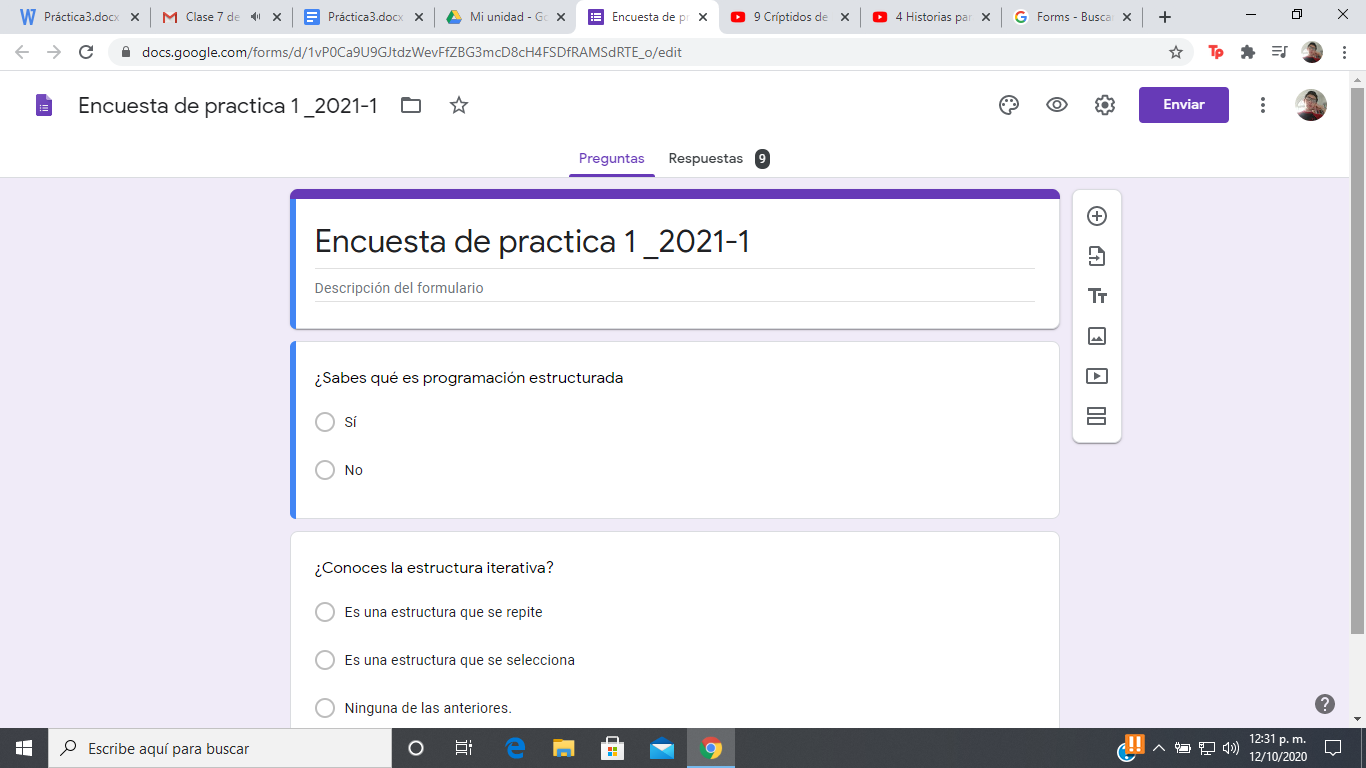 Práctica3.docx
Clase 7 de
Práctica3.docx
Mi unidad - Go
Encuesta de pr
9 Críptidos de
4 Historias par
Forms - Buscar
docs.google.com/forms/d/1vP0Ca9U9GJtdzWevFfZBG3mcD8cH4FSDfRAMSdRTE_o/edit
Encuesta de practica 1 _2021-1
Enviar
Preguntas
Respuestas 9
Encuesta de practica 1 _2021-1
Descripción del formulario
¿Sabes qué es programación estructurada
Sí
No
¿Conoces la estructura iterativa?
Es una estructura que se repite
Es una estructura que se selecciona
Ninguna de las anteriores.
Escribe aquí para buscar
12:31 p. m.
12/10/2020